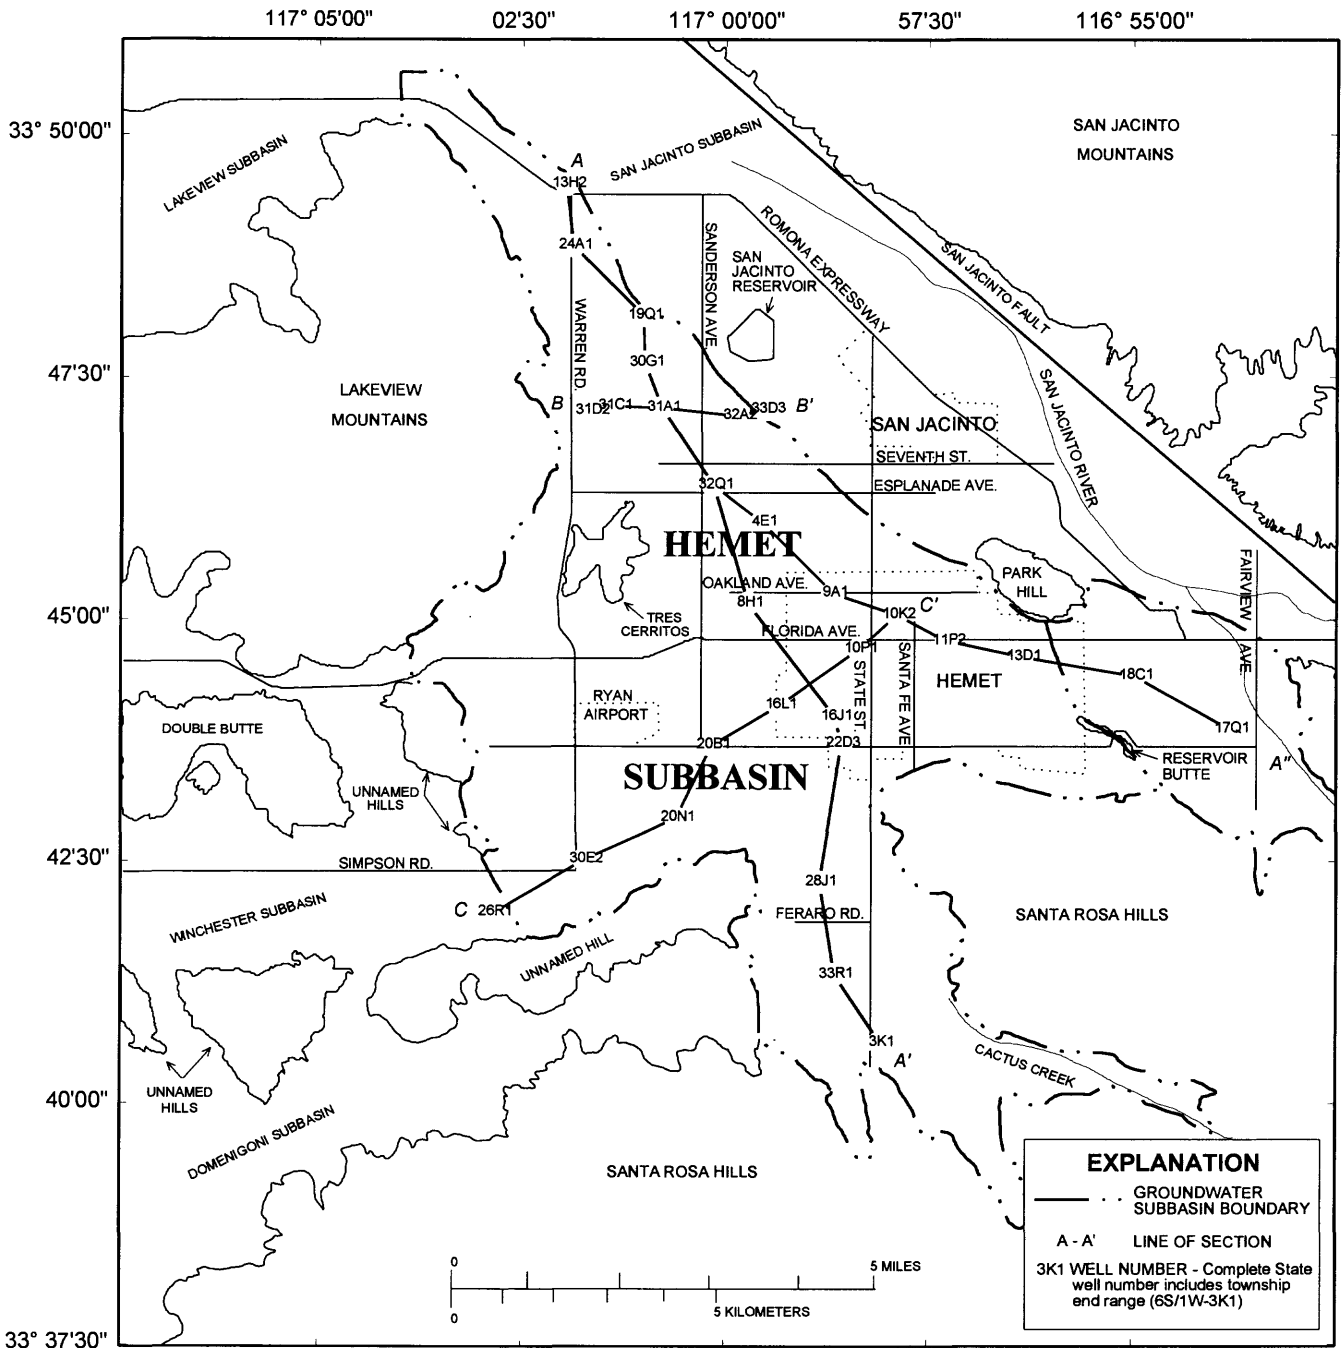 117° 05'00"
02'30"
117° 00'00"
57'30"
116° 55'00"
33° 50'00"
47'30"
45'00"
42'30"
40'00"
33° 37'30"
SAN JACINTO
MOUNTAINS
LAKEVIEW SUBBASIN
SAN JACINTO SUBBASIN
A
13H2
24A1
ROMONA EXPRESSWAY
SANDERSON AVE.
SAN
JACINTO
RESERVOIR
SAN JACINTO FAULT
WARREN RD.
19Q1
30G1
LAKEVIEW
MOUNTAINS
SAN JACINTO RIVER
B
31D2
31C1
31A1
32A2
33D3
B'
SAN JACINTO
SEVENTH ST.
32Q1
ESPLANADE AVE.
4E1
HEMET
OAKLAND AVE.
9A1
8H1
PARK
HILL
FAIRVIEW
AVE.
TRES
CERRITOS
C'
10K2
FLORIDA AVE.
11P2
10P1
13D1
18C1
STATE ST.
SANTA FE AVE
HEMET
RYAN
AIRPORT
16L1
16J1
17Q1
DOUBLE BUTTE
20B1
22D3
RESERVOIR
BUTTE
A"
SUBBASIN
UNNAMED
HILLS
20N1
SIMPSON RD.
30E2
28J1
C
26R1
FERARO RD.
SANTA ROSA HILLS
WINCHESTER SUBBASIN
UNNAMED HILL
33R1
3K1
A'
CACTUS CREEK
UNNAMED
HILLS
DOMENIGONI SUBBASIN
SANTA ROSA HILLS
EXPLANATION
GROUNDWATER
SUBBASIN BOUNDARY
A - A' LINE OF SECTION
3K1 WELL NUMBER - Complete State
well number includes township
end range (6S/1W-3K1)
0
5 MILES
0
5 KILOMETERS